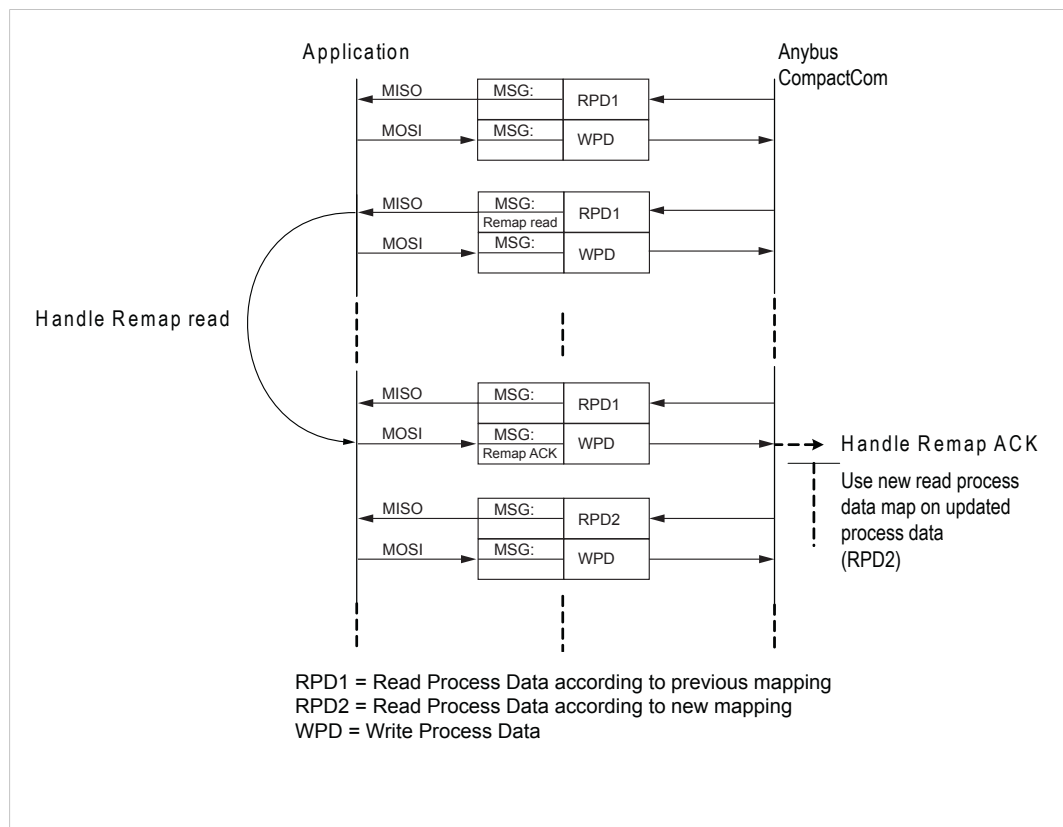 Application
Anybus
CompactCom
MISO
MSG:
RPD1
MOSI
MSG:
WPD
MISO
MSG:
Remap read
RPD1
MOSI
MSG:
WPD
Handle Remap read
MISO
MSG:
RPD1
MOSI
MSG:
Remap ACK
WPD
Handle Remap ACK
Use new read process
data map on updated
process data
(RPD2)
MISO
MSG:
RPD2
MOSI
MSG:
WPD
RPD1 = Read Process Data according to previous mapping
RPD2 = Read Process Data according to new mapping
WPD = Write Process Data